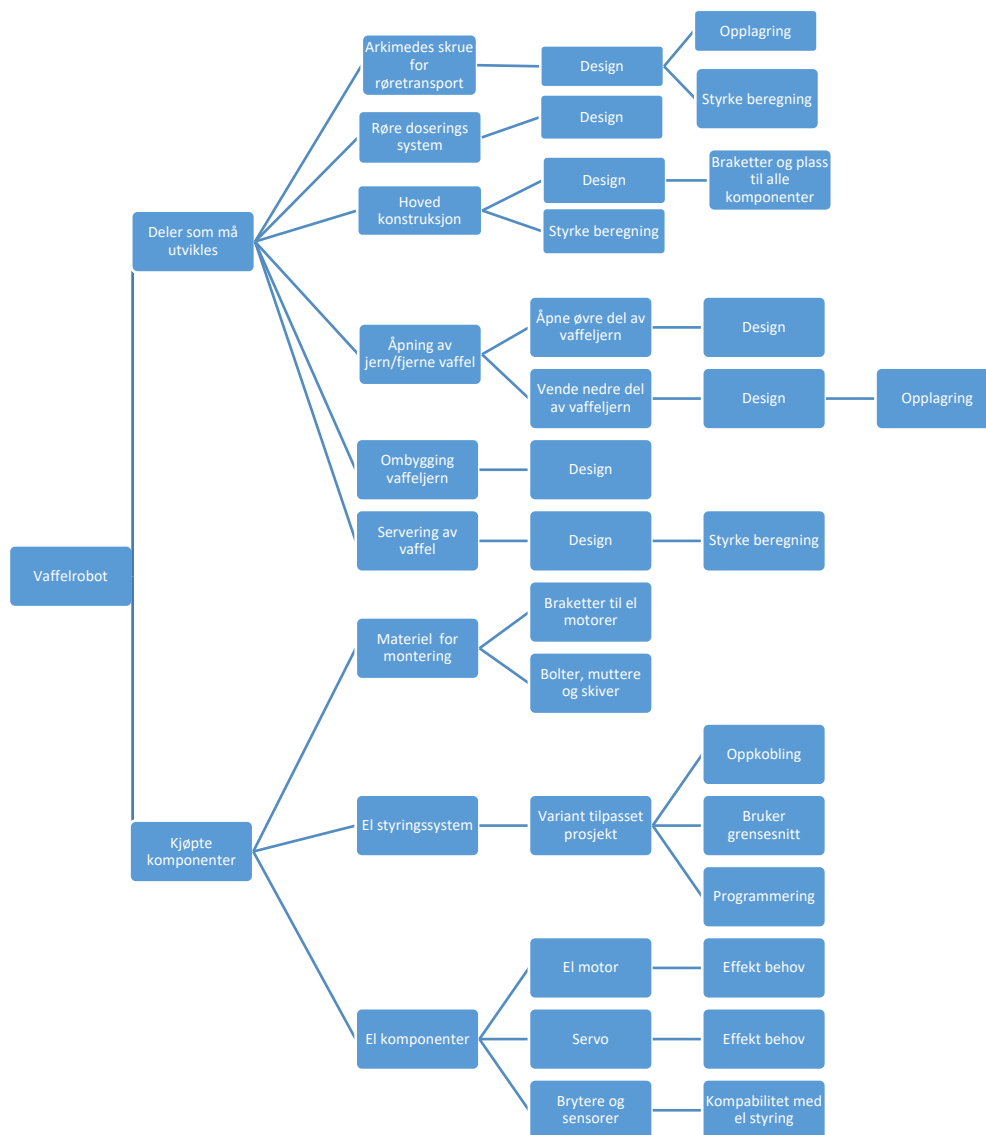 Vaffelrobot
Deler som må
utvikles
Arkimedes skrue
for
røretransport
Design
Opplagring
Styrke beregning
Røre doserings
system
Design
Hoved
konstruksjon
Design
Braketter og plass
til alle
komponenter
Styrke beregning
Åpning av
jern/fjerne vaffel
Åpne øvre del av
vaffeljern
Design
Vende nedre del
av vaffeljern
Design
Opplagring
Ombygging
vaffeljern
Design
Servering av
vaffel
Design
Styrke beregning
Kjøpte
komponenter
Materiel for
montering
Braketter til el
motorer
Bolter, muttere
og skiver
El styringssystem
Variant tilpasset
prosjekt
Oppkobling
Bruker
grensesnitt
Programmering
El komponenter
El motor
Effekt behov
Servo
Effekt behov
Brytere og
sensorer
Kompabilitet med
el styring